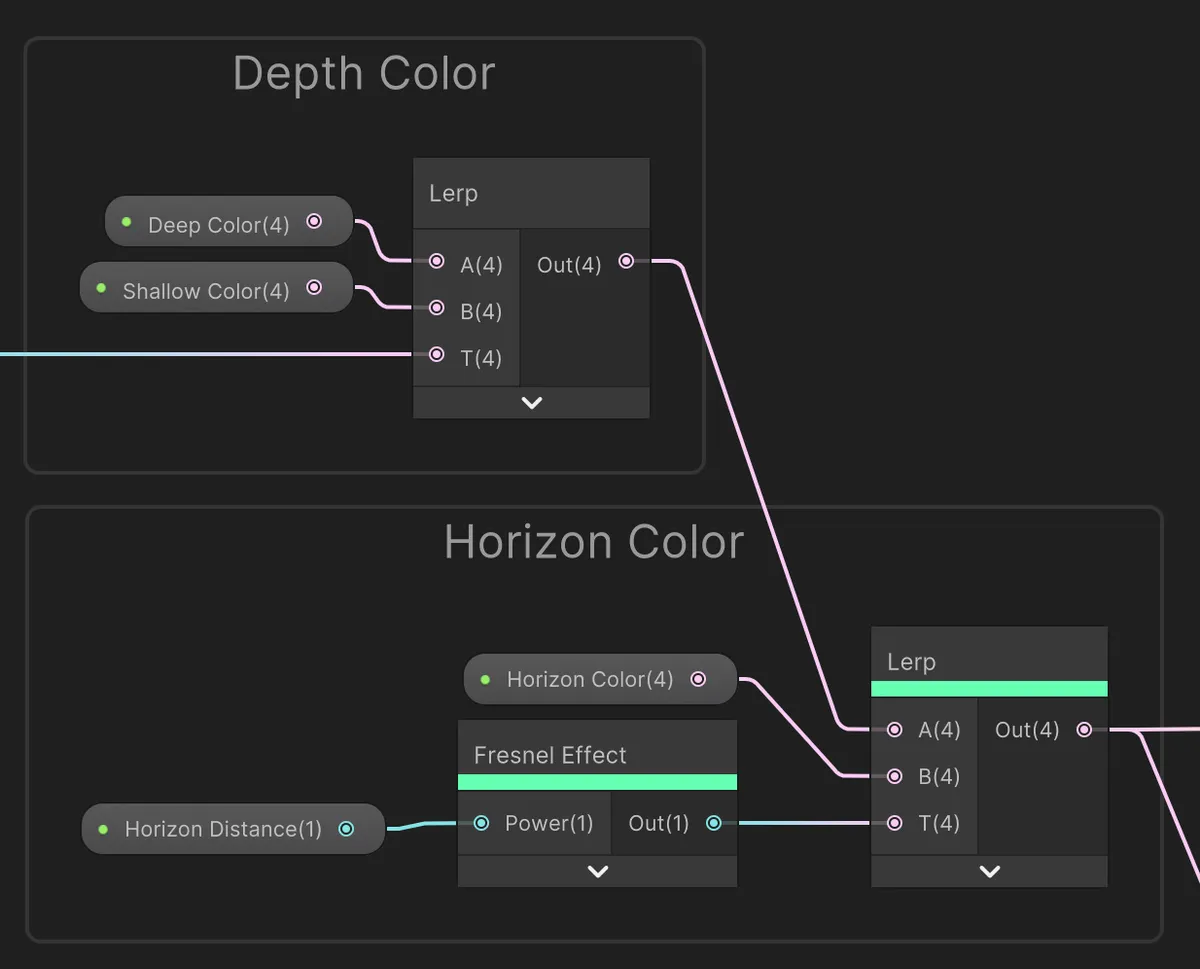 Depth Color
Lerp
Deep Color(4)
A(4)
Out(4)
Shallow Color(4)
B(4)
T(4)
Horizon Color
Lerp
Horizon Color(4)
A(4)
Out(4)
Fresnel Effect
B(4)
Horizon Distance(1)
Power(1)
Out(1)
T(4)